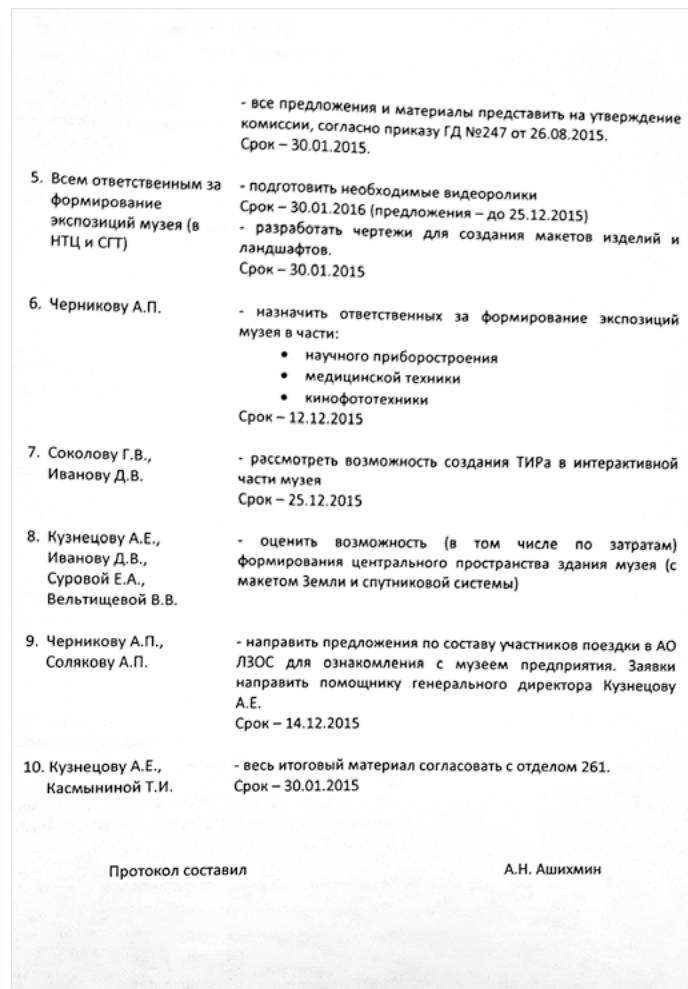 - все предложения и материалы представить на утверждение
комиссии, согласно приказу ГД №247 от 26.08.2015.
Срок – 30.01.2015.
5. Всем ответственным за
формирование
экспозиций музея (в
НТЦ и СГТ)
- подготовить необходимые видеоролики
Срок – 30.01.2016 (предложения – до 25.12.2015)
- разработать чертежи для создания макетов изделий и
ландшафтов.
Срок – 30.01.2015
6. Черникову А.П.
- назначить ответственных за формирование экспозиций
музея в части:
• научного приборостроения
• медицинской техники
• кинофототехники
Срок – 12.12.2015
7. Соколову Г.В.,
Иванову Д.В.
- рассмотреть возможность создания ТИРа в интерактивной
части музея
Срок – 25.12.2015
8. Кузнецову А.Е.,
Иванову Д.В.,
Суровой Е.А.,
Вельтищевой В.В.
- оценить возможность (в том числе по затратам)
формирования центрального пространства здания музея (с
макетом Земли и спутниковой системы)
9. Черникову А.П.,
Солякову А.П.
- направить предложения по составу участников поездки в АО
ЛЗОС для ознакомления с музеем предприятия. Заявки
направить помощнику генерального директора Кузнецову
А.Е.
Срок – 14.12.2015
10. Кузнецову А.Е.,
Касмыниной Т.И.
- весь итоговый материал согласовать с отделом 261.
Срок – 30.01.2015
Протокол составил А.Н. Ашихмин